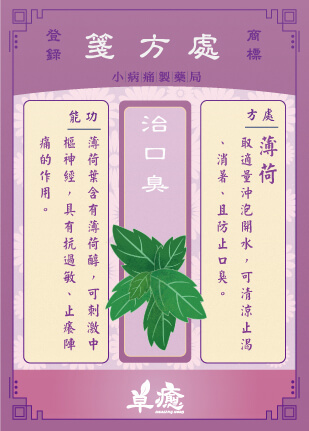 商標
處方箋
登錄
小病痛製藥局
處方
薄荷
取適量沖泡開水，可清涼止渴
、消暑、且防止口臭。
治口臭
功能
薄荷葉含有薄荷醇，可刺激中
樞神經，具有抗過敏、止癢陣
痛的作用。
草癒